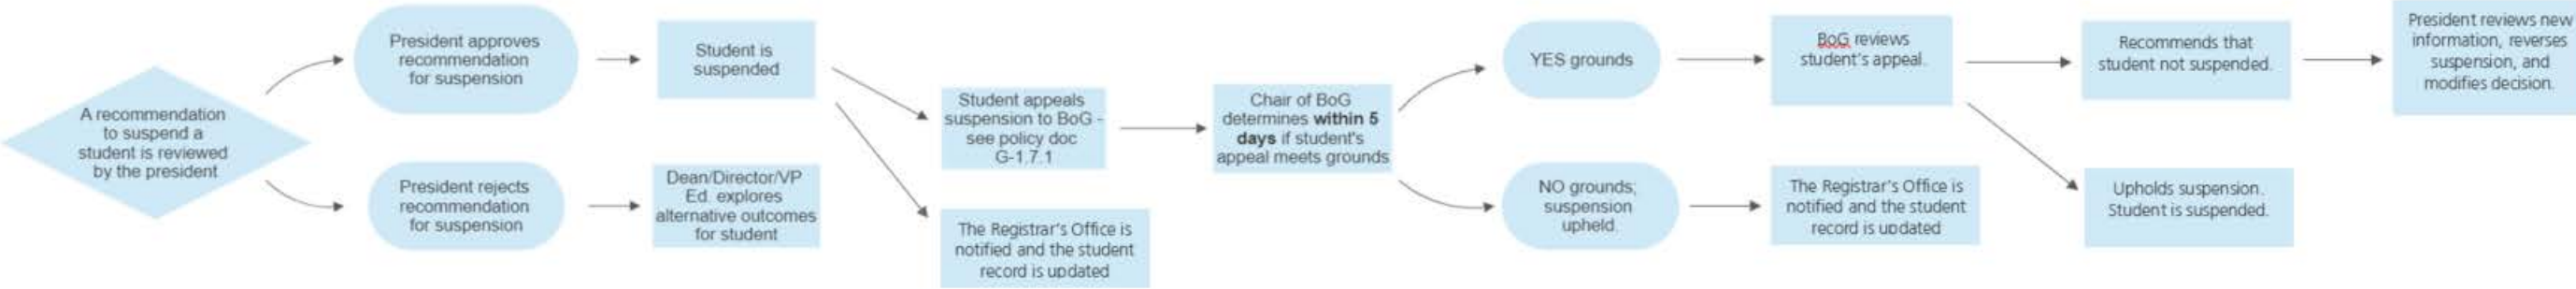 A recommendation
to suspend a
student is reviewed
by the president
President approves
recommendation
for suspension
President rejects
recommendation
for suspension
Student is
suspended
Dean/Director/VP
Ed. explores
alternative outcomes
for student
Student appeals
suspension to BoG -
see policy doc
G-1.7.1
The Registrar's Office is
notified and the student
record is updated
Chair of BoG
determines within 5
days if student's
appeal meets grounds
YES grounds
NO grounds;
suspension
upheld.
BoG reviews
student's appeal.
The Registrar's Office is
notified and the student
record is updated
Recommends that
student not suspended.
Upholds suspension.
Student is suspended.
President reviews new
information, reverses
suspension, and
modifies decision.